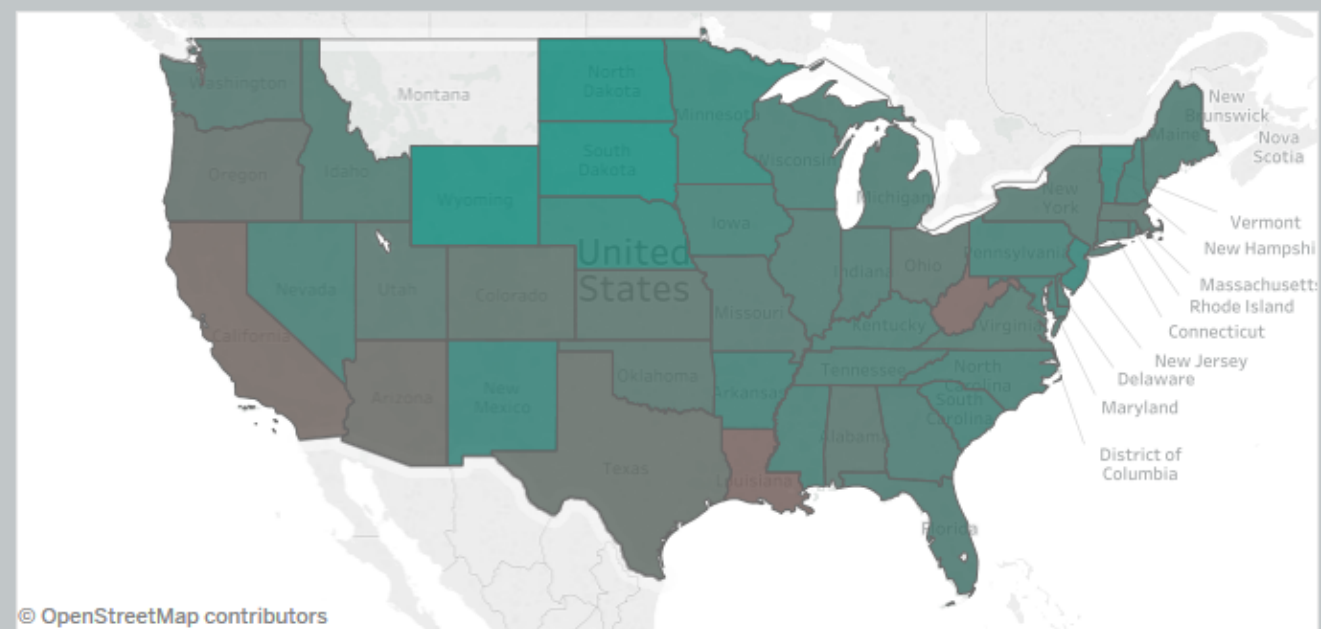 Washington
Montana
North
Dakota
Minnesota
New
Brunswick
Maine
Nova
Scotia
Oregon
Idaho
South
Dakota
Wisconsin
Michigan
New
York
Wyoming
Iowa
Vermont
New Hampshi
United
States
Pennsylvania
Nevada
Utah
Colorado
Indiana
Ohio
Massachusetts
Rhode Island
Missouri
Kentucky
Virginia
Connecticut
California
New Jersey
Oklahoma
Tennessee
North
Carolina
Delaware
Arizona
New
Mexico
Arkansas
South
Carolina
Maryland
Alabama
Texas
Louisiana
District of
Columbia
Florida
© OpenStreetMap contributors